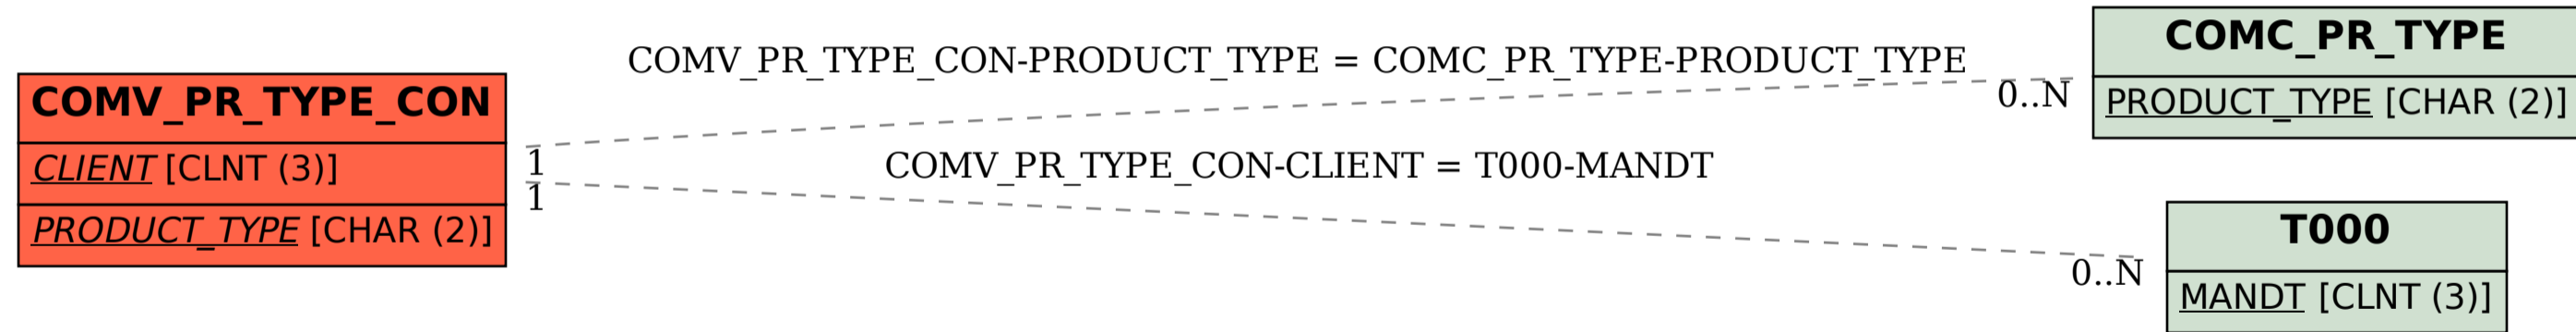 COMV_PR_TYPE_CON
CLIENT [CLNT (3)]
PRODUCT_TYPE [CHAR (2)]
COMV_PR_TYPE_CON-PRODUCT_TYPE = COMC_PR_TYPE-PRODUCT_TYPE
1
0..N
COMV_PR_TYPE_CON-CLIENT = T000-MANDT
1
0..N
COMC_PR_TYPE
PRODUCT_TYPE [CHAR (2)]
T000
MANDT [CLNT (3)]